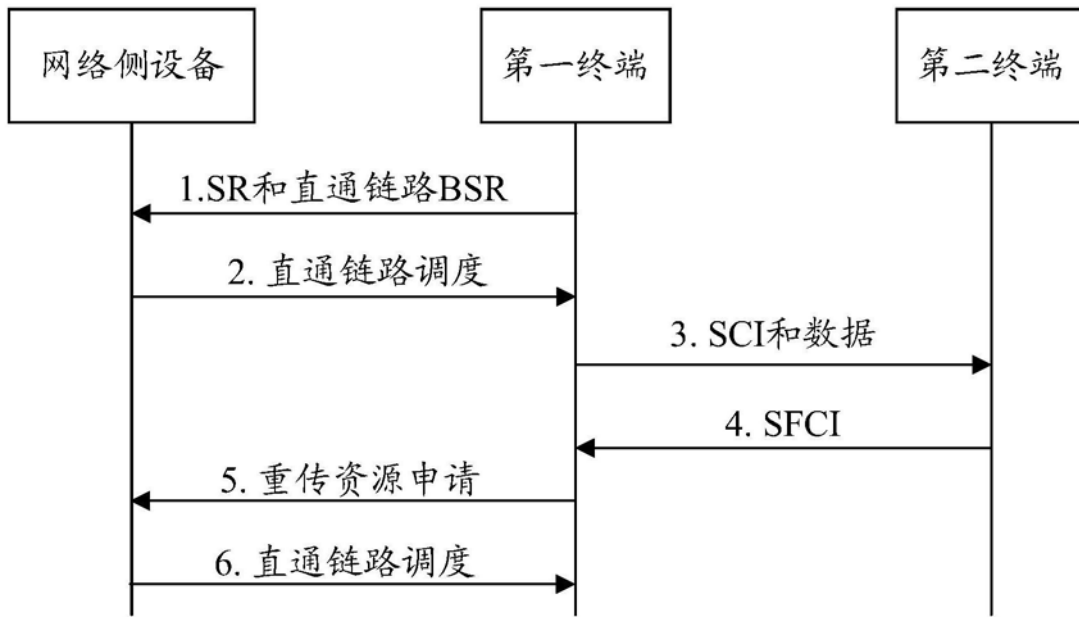 网络侧设备
第一终端
第二终端
1.SR和直通链路BSR
2. 直通链路调度
3. SCI和数据
4. SFCI
5. 重传资源申请
6. 直通链路调度